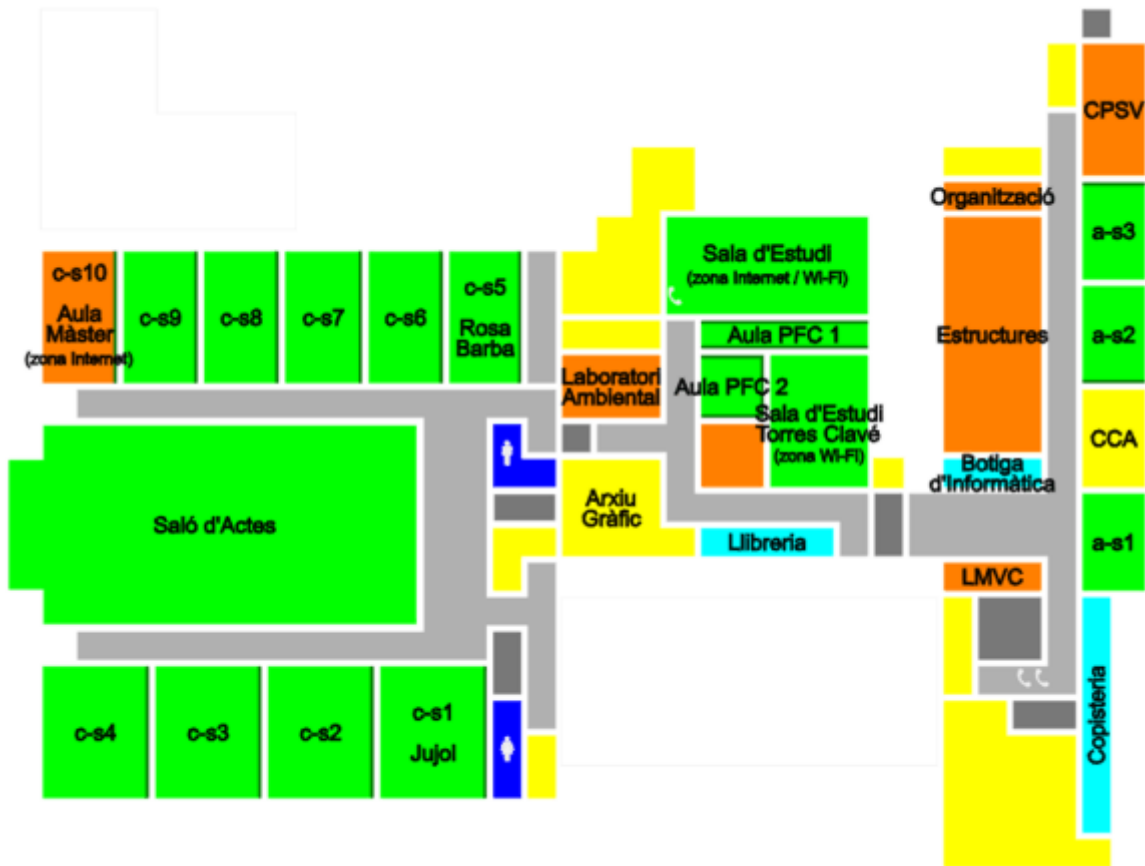 CPSV
Organització
a-s3
Sala d'Estudi
(zona Internet / Wi-Fi)
c-s10
Aula
Màster
(zona Internet)
c-s9
c-s8
c-s7
c-s6
c-s5
Rosa
Barba
Aula PFC 1
Estructures
a-s2
Laboratori
Ambiental
Aula PFC 2
Sala d'Estudi
Torres Clavé
(zona Wi-Fi)
CCA
Botiga
d'Informàtica
Saló d'Actes
Arxiu
Gràfic
Llibreria
a-s1
LMVC
Copisteria
c-s4
c-s3
c-s2
c-s1
Jujol